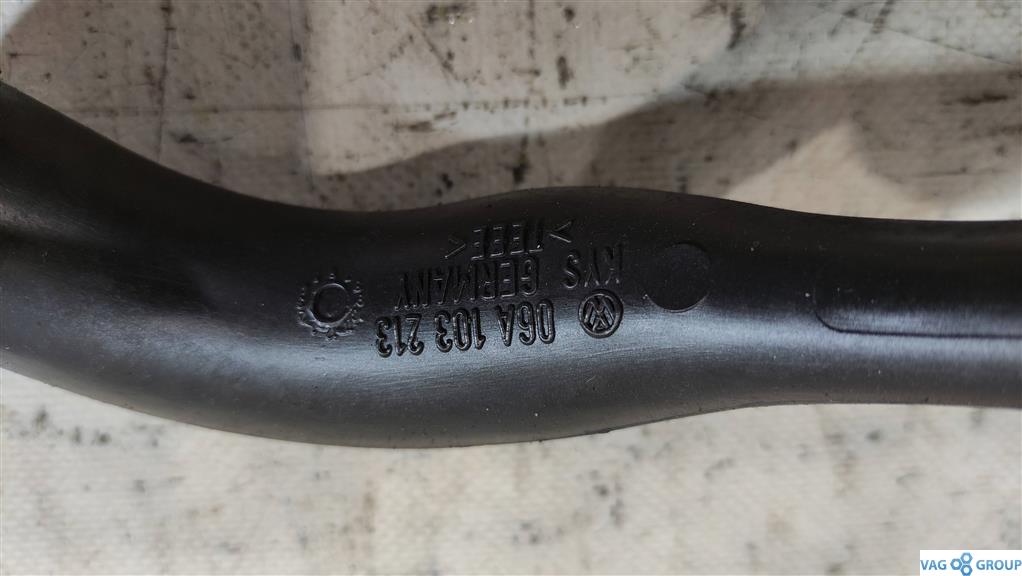 06A 103 213
KYS GERMANY
>TEEE<
VAG GROUP